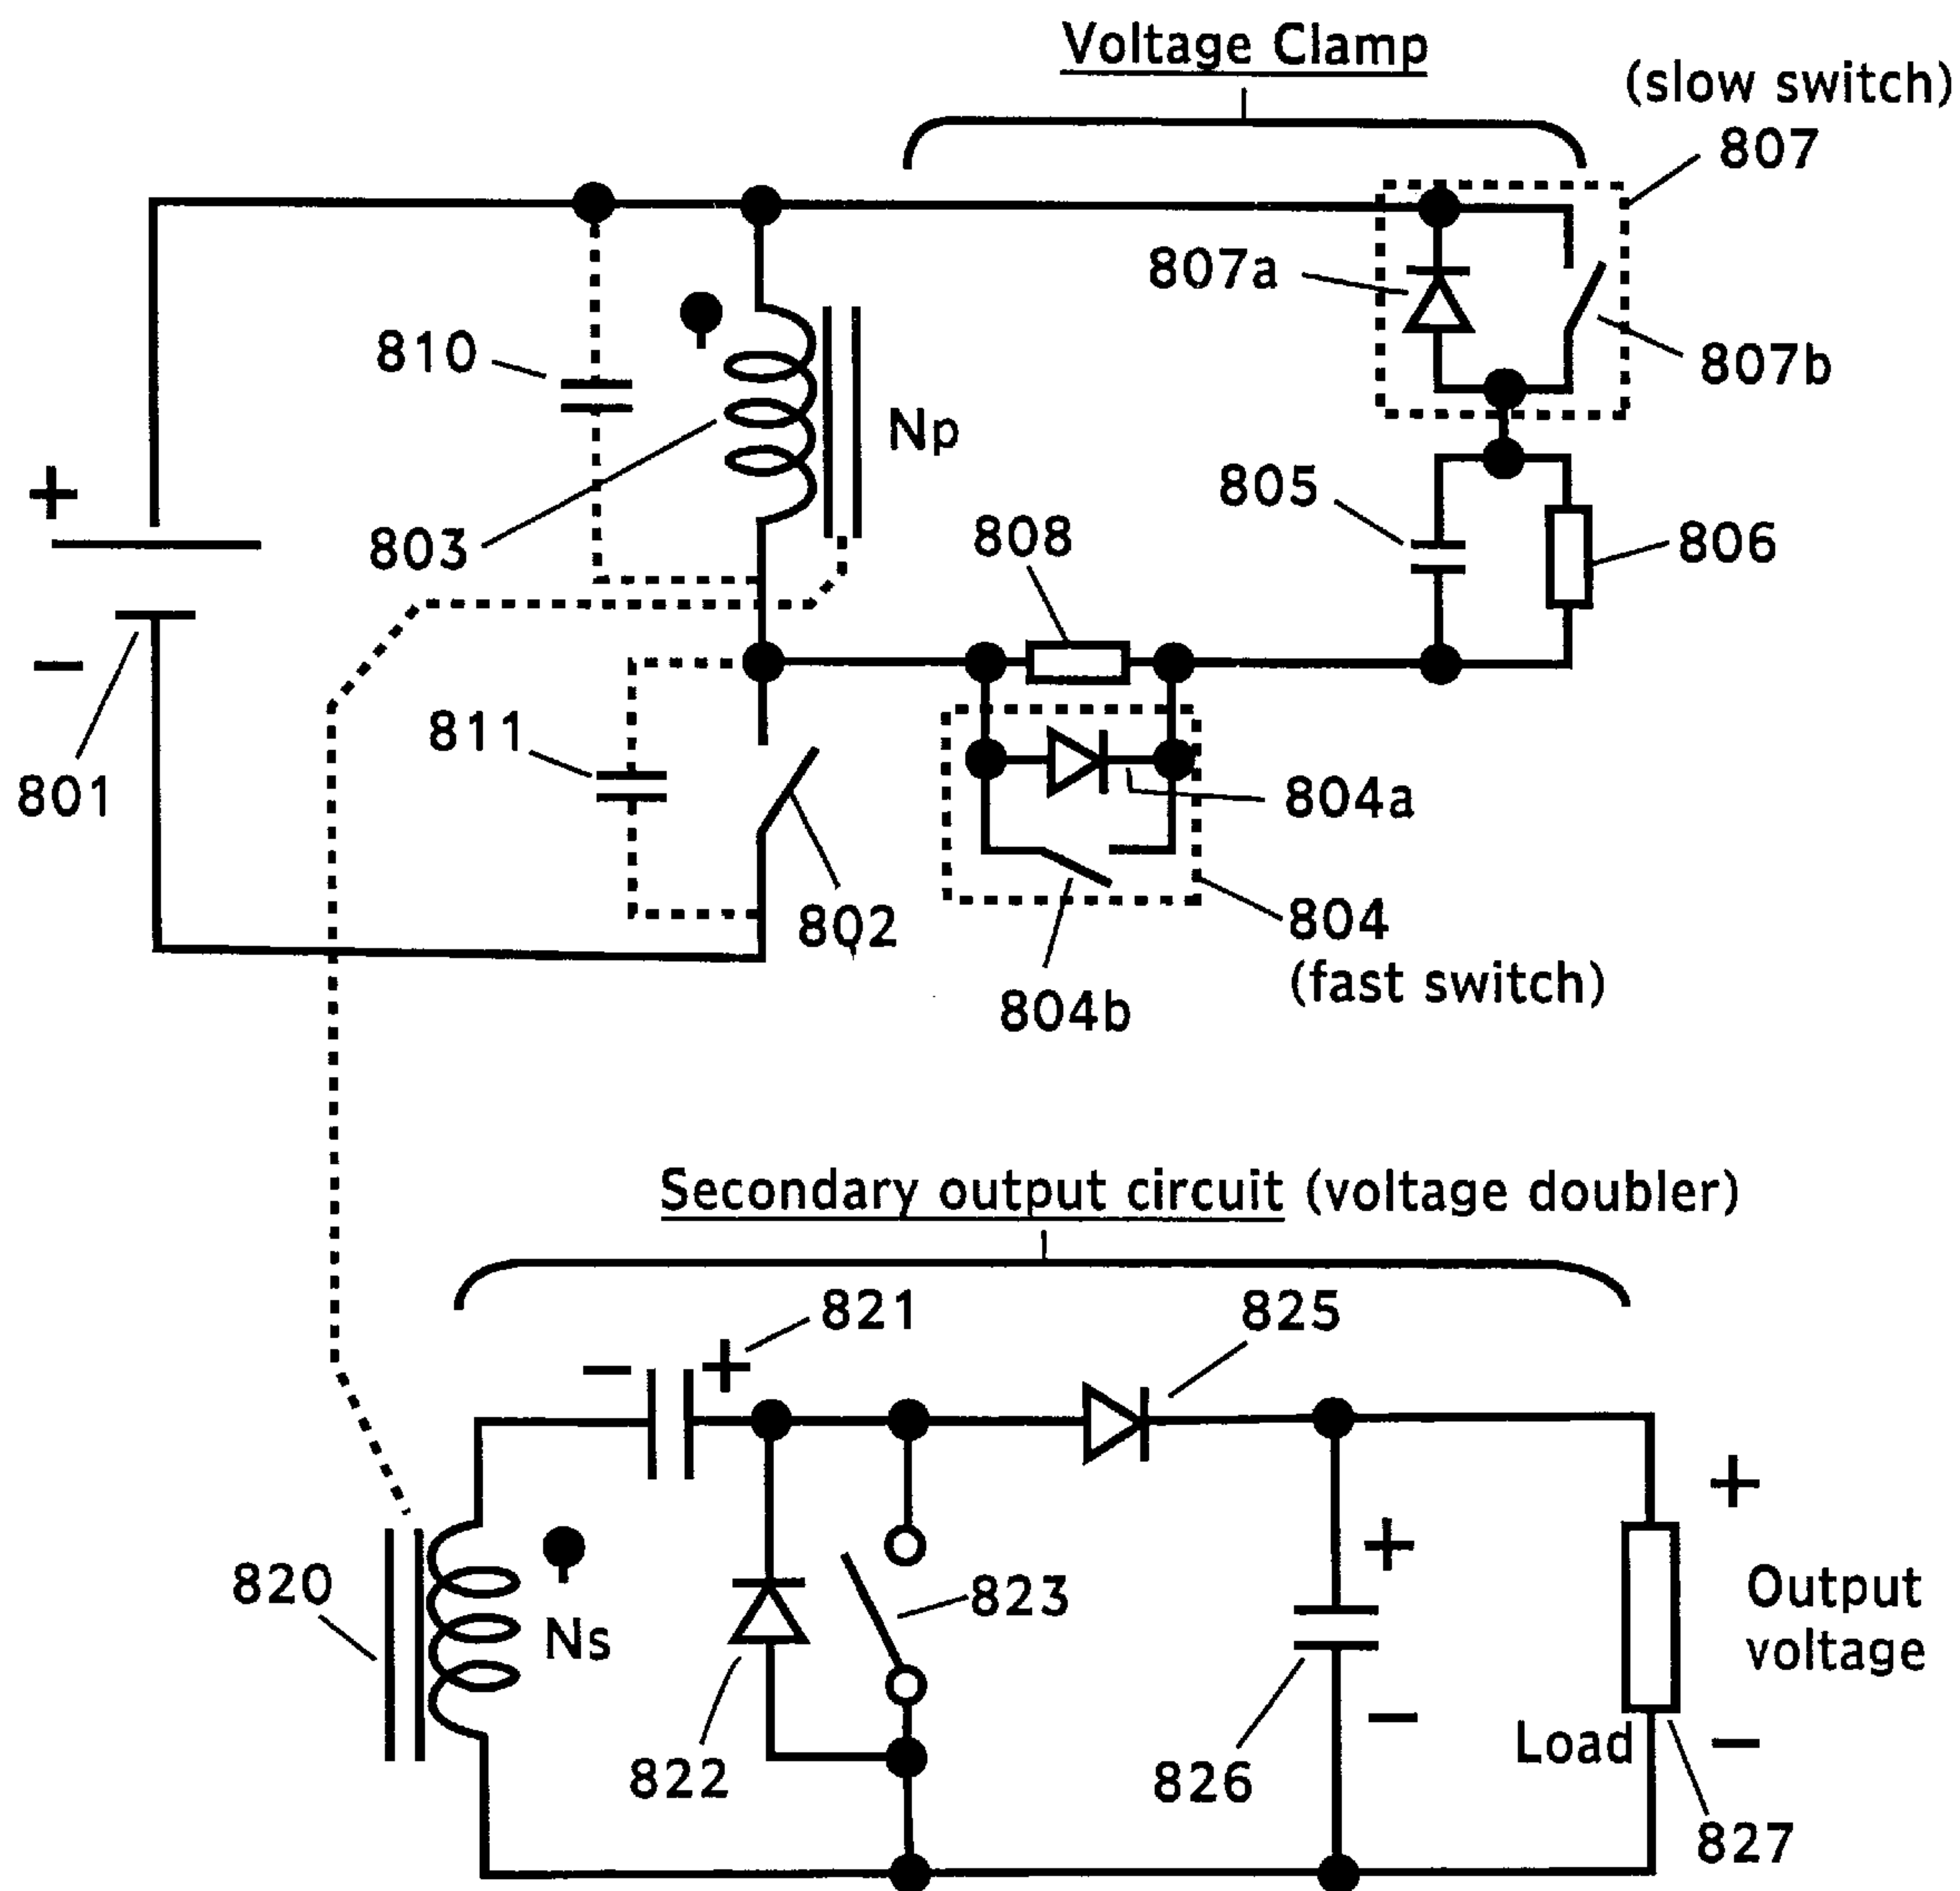 Voltage Clamp
(slow switch)
807
807a
807b
810
Np
+
803
805
806
808
−
811
801
804a
802
804
(fast switch)
804b
Secondary output circuit (voltage doubler)
821
825
−
+
+
820
Ns
823
+
Output
voltage
822
826
−
Load
−
827